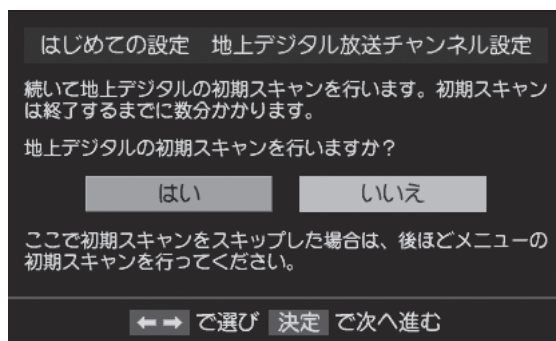 はじめての設定　地上デジタル放送チャンネル設定
続いて地上デジタルの初期スキャンを行います。初期スキャン
は終了するまでに数分かかります。
地上デジタルの初期スキャンを行いますか？
はい　いいえ
ここで初期スキャンをスキップした場合は、後ほどメニューの
初期スキャンを行ってください。
←→ で選び 決定 で次へ進む